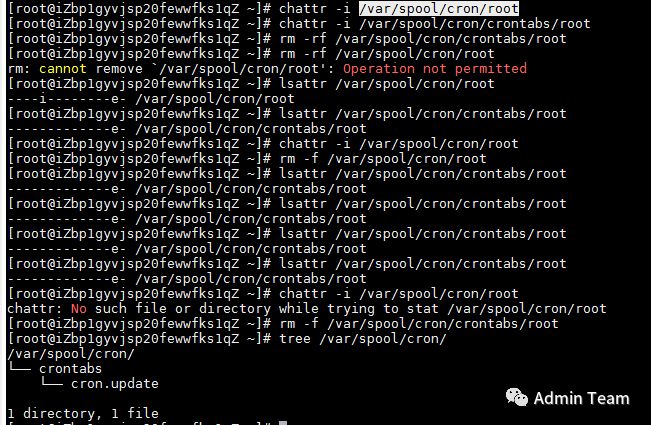 [root@iZbp1gyvjsp20fewwfks1qZ ~]# chattr -i /var/spool/cron/root
[root@iZbp1gyvjsp20fewwfks1qZ ~]# chattr -i /var/spool/cron/crontabs/root
[root@iZbp1gyvjsp20fewwfks1qZ ~]# rm -rf /var/spool/cron/crontabs/root
[root@iZbp1gyvjsp20fewwfks1qZ ~]# rm -rf /var/spool/cron/root
rm: cannot remove `/var/spool/cron/root': Operation not permitted
[root@iZbp1gyvjsp20fewwfks1qZ ~]# lsattr /var/spool/cron/root
----i--------e- /var/spool/cron/root
[root@iZbp1gyvjsp20fewwfks1qZ ~]# lsattr /var/spool/cron/crontabs/root
-------------e- /var/spool/cron/crontabs/root
[root@iZbp1gyvjsp20fewwfks1qZ ~]# chattr -i /var/spool/cron/root
[root@iZbp1gyvjsp20fewwfks1qZ ~]# rm -f /var/spool/cron/root
[root@iZbp1gyvjsp20fewwfks1qZ ~]# lsattr /var/spool/cron/crontabs/root
-------------e- /var/spool/cron/crontabs/root
[root@iZbp1gyvjsp20fewwfks1qZ ~]# lsattr /var/spool/cron/crontabs/root
-------------e- /var/spool/cron/crontabs/root
[root@iZbp1gyvjsp20fewwfks1qZ ~]# lsattr /var/spool/cron/crontabs/root
-------------e- /var/spool/cron/crontabs/root
[root@iZbp1gyvjsp20fewwfks1qZ ~]# lsattr /var/spool/cron/crontabs/root
-------------e- /var/spool/cron/crontabs/root
[root@iZbp1gyvjsp20fewwfks1qZ ~]# chattr -i /var/spool/cron/root
chattr: No such file or directory while trying to stat /var/spool/cron/root
[root@iZbp1gyvjsp20fewwfks1qZ ~]# rm -f /var/spool/cron/crontabs/root
[root@iZbp1gyvjsp20fewwfks1qZ ~]# tree /var/spool/cron/
/var/spool/cron/
└── crontabs
    └── cron.update
Admin Team
1 directory, 1 file